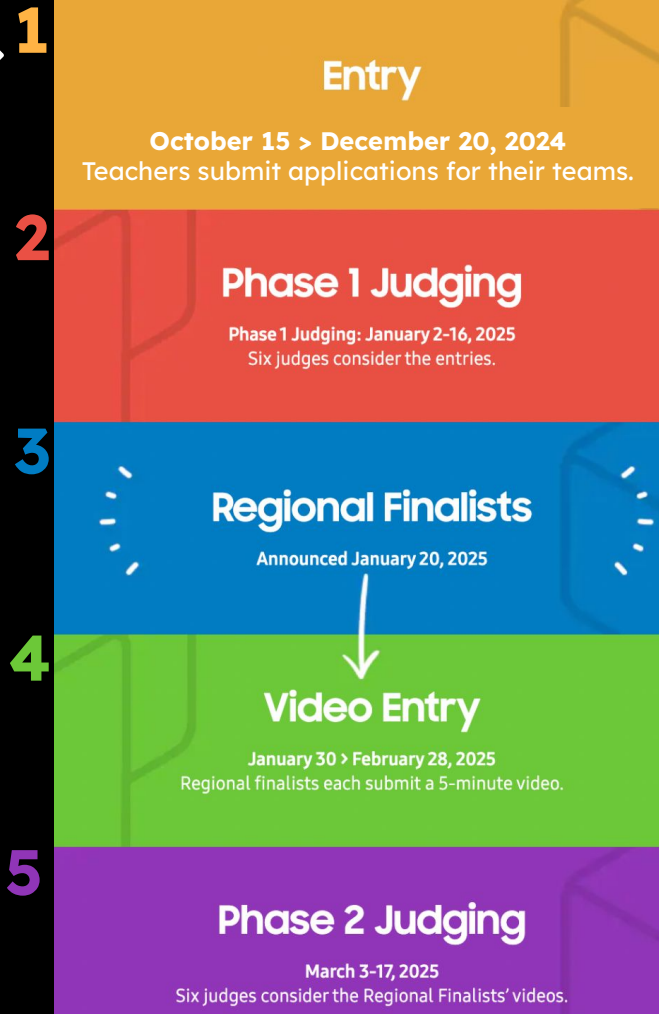 1
Entry
October 15 > December 20, 2024
Teachers submit applications for their teams.
2
Phase 1 Judging
Phase 1 Judging: January 2-16, 2025
Six judges consider the entries.
3
Regional Finalists
Announced January 20, 2025
4
Video Entry
January 30 > February 28, 2025
Regional finalists each submit a 5-minute video.
5
Phase 2 Judging
March 3-17, 2025
Six judges consider the Regional Finalists' videos.